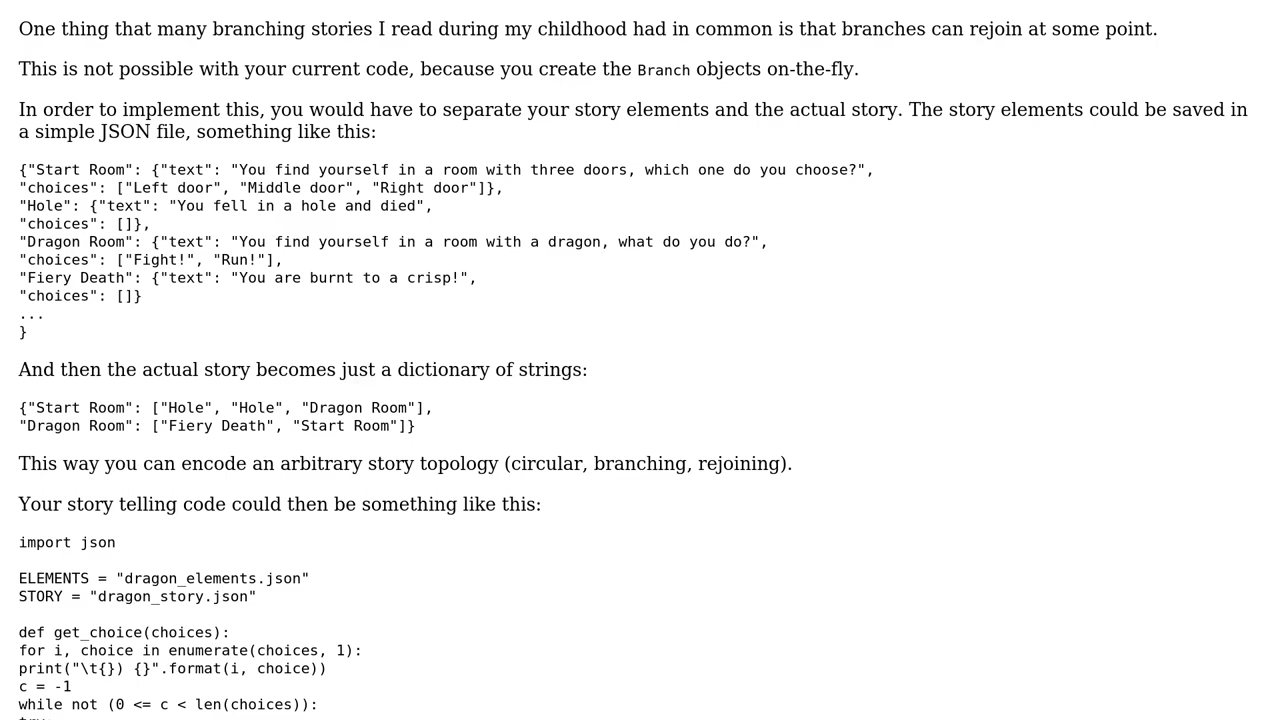 One thing that many branching stories I read during my childhood had in common is that branches can rejoin at some point.
This is not possible with your current code, because you create the Branch objects on-the-fly.
In order to implement this, you would have to separate your story elements and the actual story. The story elements could be saved in
a simple JSON file, something like this:
{"Start Room": {"text": "You find yourself in a room with three doors, which one do you choose?",
"choices": ["Left door", "Middle door", "Right door"]},
"Hole": {"text": "You fell in a hole and died",
"choices": []},
"Dragon Room": {"text": "You find yourself in a room with a dragon, what do you do?",
"choices": ["Fight!", "Run!"],
"Fiery Death": {"text": "You are burnt to a crisp!",
"choices": []}
...
}
And then the actual story becomes just a dictionary of strings:
{"Start Room": ["Hole", "Hole", "Dragon Room"],
"Dragon Room": ["Fiery Death", "Start Room"]}
This way you can encode an arbitrary story topology (circular, branching, rejoining).
Your story telling code could then be something like this:
import json
ELEMENTS = "dragon_elements.json"
STORY = "dragon_story.json"
def get_choice(choices):
for i, choice in enumerate(choices, 1):
print("\t{}) {}".format(i, choice))
c = -1
while not (0 <= c < len(choices)):